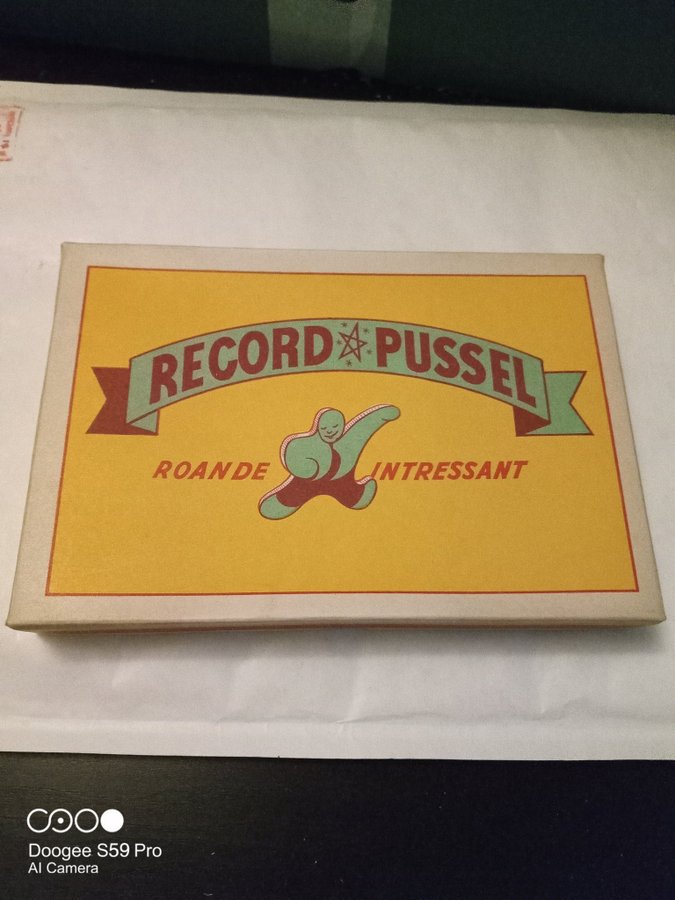 RECORD PUSSEL
ROANDE INTRESSANT
Doogee S59 Pro
AI Camera